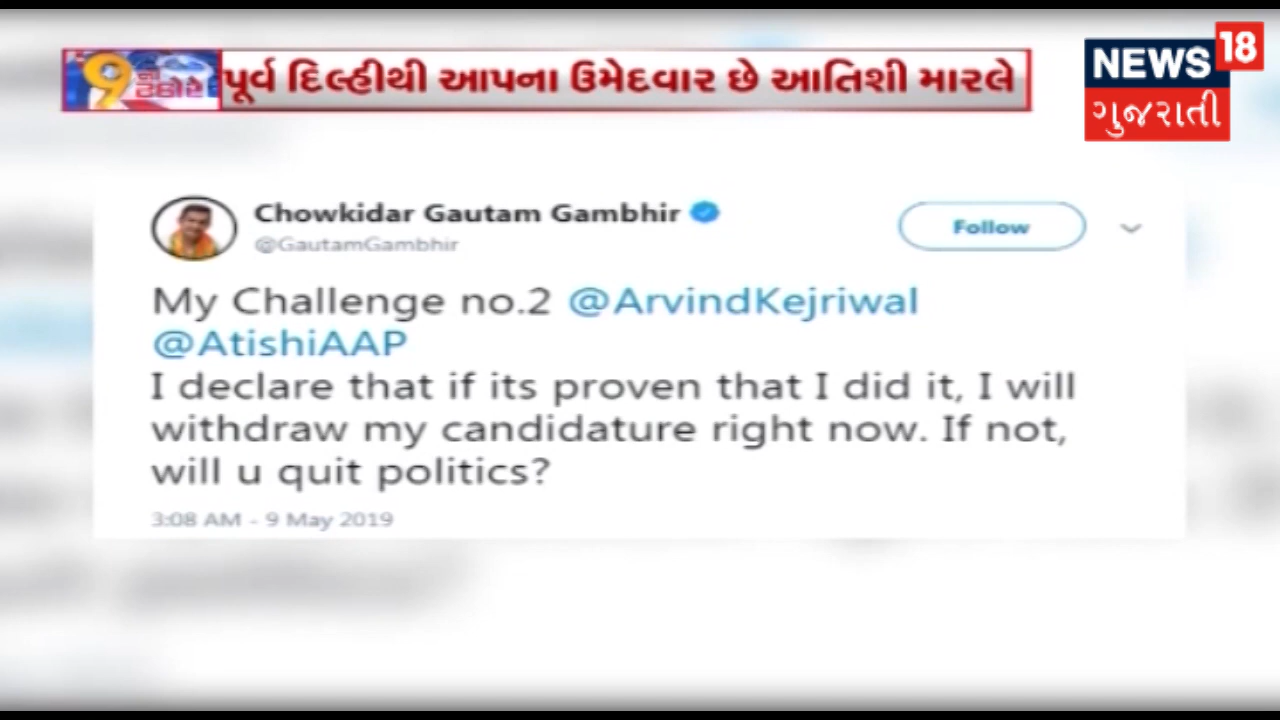 પૂર્વ દિલ્હીથી આપના ઉમેદવાર છે આતિશી મારલે
NEWS 18
ગુજરાતી
9
Chowkidar Gautam Gambhir
@GautamGambhir
Follow
My Challenge no.2 @ArvindKejriwal
@AtishiAAP
I declare that if its proven that I did it, I will
withdraw my candidature right now. If not,
will u quit politics?
3:08 AM - 9 May 2019